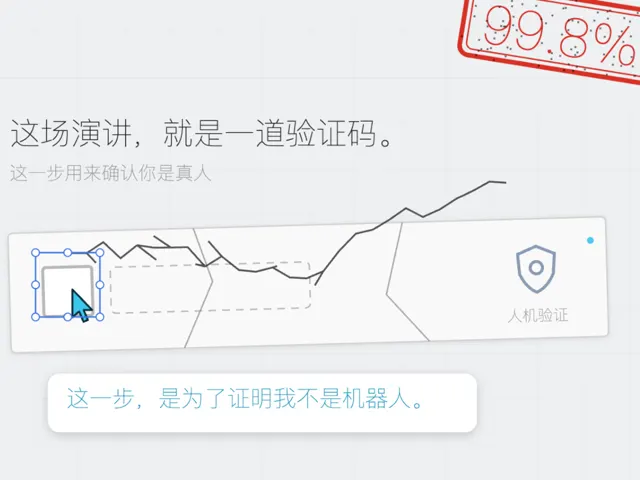 99.8%
这场演讲，就是一道验证码。
这一步用来确认你是真人
人机验证
这一步，是为了证明我不是机器人。